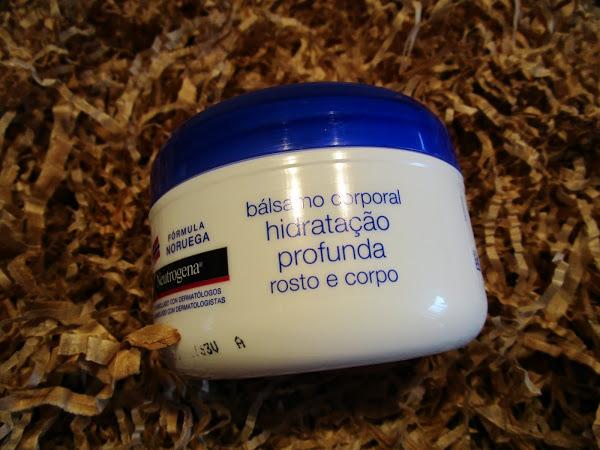 FÓRMULA
NORUEGA
Neutrogena®
COM DERMATÓLOGOS
COM DERMATOLOGISTAS
bálsamo corporal
hidratação
profunda
rosto e corpo
A